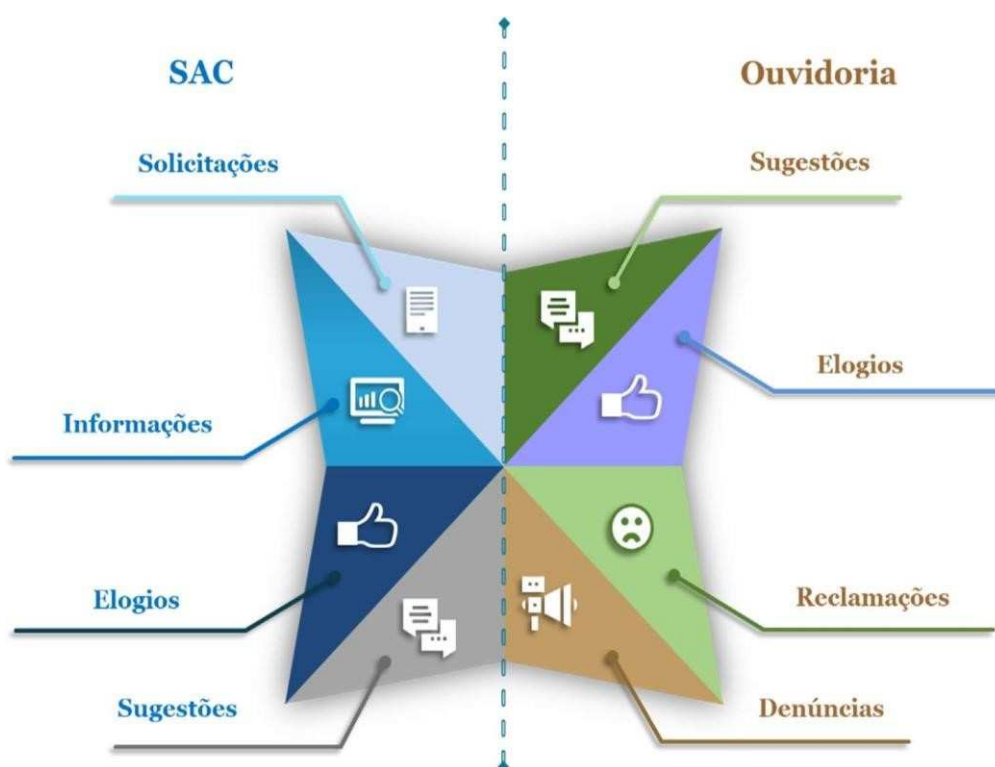 SAC
Ouvidoria
Solicitações
Sugestões
Elogios
Informações
Elogios
Reclamações
Sugestões
Denúncias